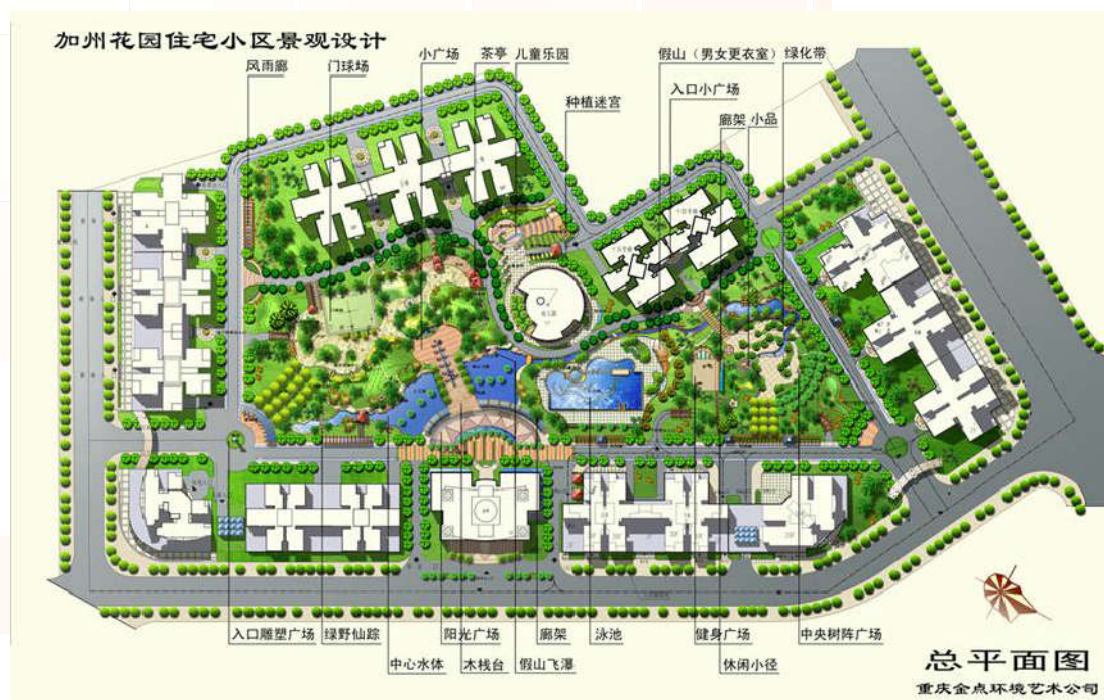 加州花园住宅小区景观设计
风雨廊
门球场
小广场
茶亭
儿童乐园
种植迷宫
假山（男女更衣室）
绿化带
入口小广场
廊架
小品
入口雕塑广场
绿野仙踪
阳光广场
廊架
泳池
健身广场
中央树阵广场
中心水体
木栈台
假山飞瀑
休闲小径
总平面图
重庆金点环境艺术公司